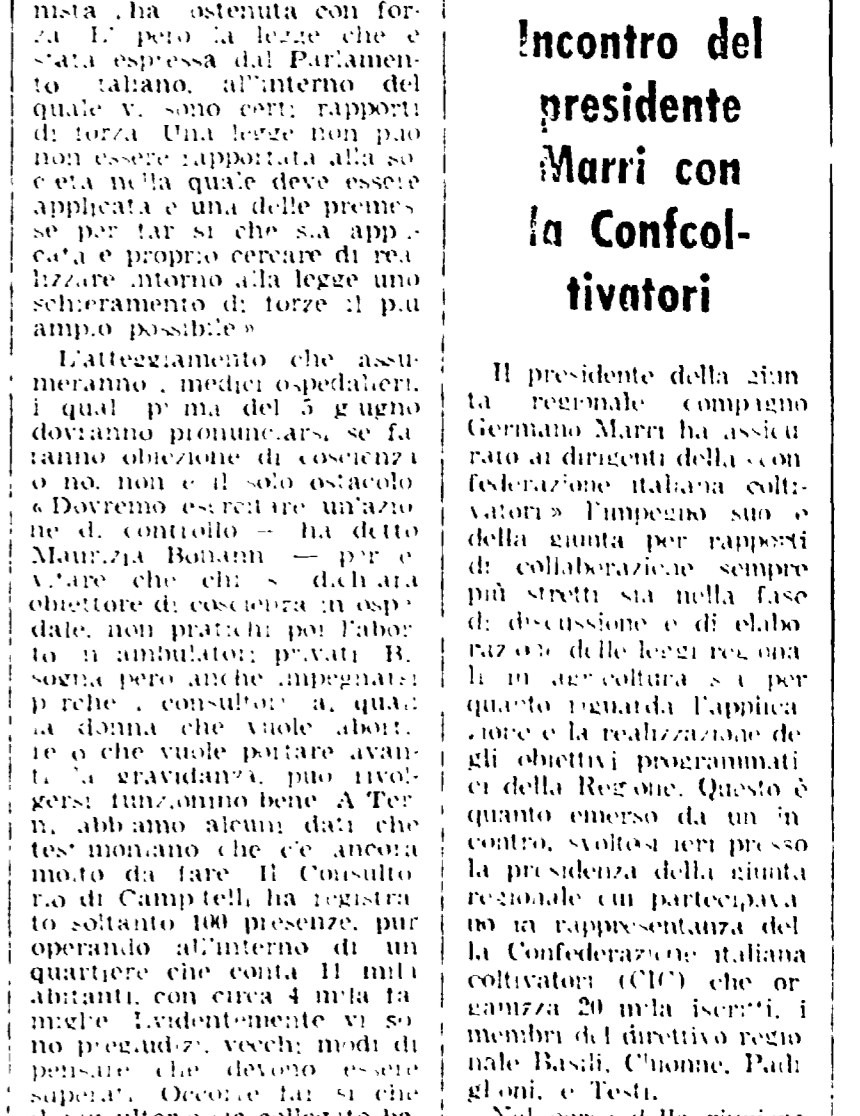 nista , ha ostenuta con for-
za E' pero la legge che e
stata espressa dal Parlamen-
to italiano, all'interno del
quale vi sono certi rapporti
di forza Una legge non può
non essere rapportata alla so
cietà nella quale deve essere
applicata e una delle premes-
se per far si che sia appli-
cata e proprio cercare di rea
lizzare intorno alla legge uno
schieramento di forze il più
ampio possibile »
L'atteggiamento che assu-
meranno i medici ospedalieri,
i quali prima del 5 giugno
dovranno pronunciarsi se fa
ranno obiezione di coscienza
o no, non e il solo ostacolo
« Dovremo esercitare un'azio-
ne di controllo — ha detto
Maurizia Bonanni — per e
vitare che chi si dichiara
obiettore di coscienza in ospe-
dale, non pratichi poi l'abor-
to in ambulatori privati Bi
sogna pero anche impegnarsi
perche i consultori ai quali
la donna che vuole aborti-
re o che vuole portare avan-
ti la gravidanza, può rivol-
gersi funzionino bene A Ter
ni, abbiamo alcuni dati che
testimoniano che c'è ancora
molto da fare Il Consulto
rio di Campitelli ha registra
to soltanto 100 presenze, pur
operando all'interno di un
quartiere che conta 11 mila
abitanti, con circa 4 mila fa
miglie Evidentemente vi so
no pregiudizi, vecchi modi di
pensare che devono essere
superati Occorre far si che
Incontro del
presidente
Marri con
la Confcol-
tivatori
Il presidente della giun
ta regionale compagno
Germano Marri ha assicu
rato ai dirigenti della «con
federazione italiana colti-
vatori» l'impegno suo e
della giunta per rapporti
di collaborazione sempre
più stretti sia nella fase
di discussione e di elabo
razione delle leggi regiona
li in agricoltura sia per
quanto riguarda l'applica
zione e la realizzazione de
gli obiettivi programmati
ci della Regione. Questo è
quanto emerso da un in
contro, svoltosi ieri presso
la presidenza della giunta
regionale cui partecipava
no in rappresentanza del
la Confederazione italiana
coltivatori (CIC) che or
ganizza 20 mila iscritti, i
membri del direttivo regio
nale Basili, Chionne, Padi
glioni, e Testi.